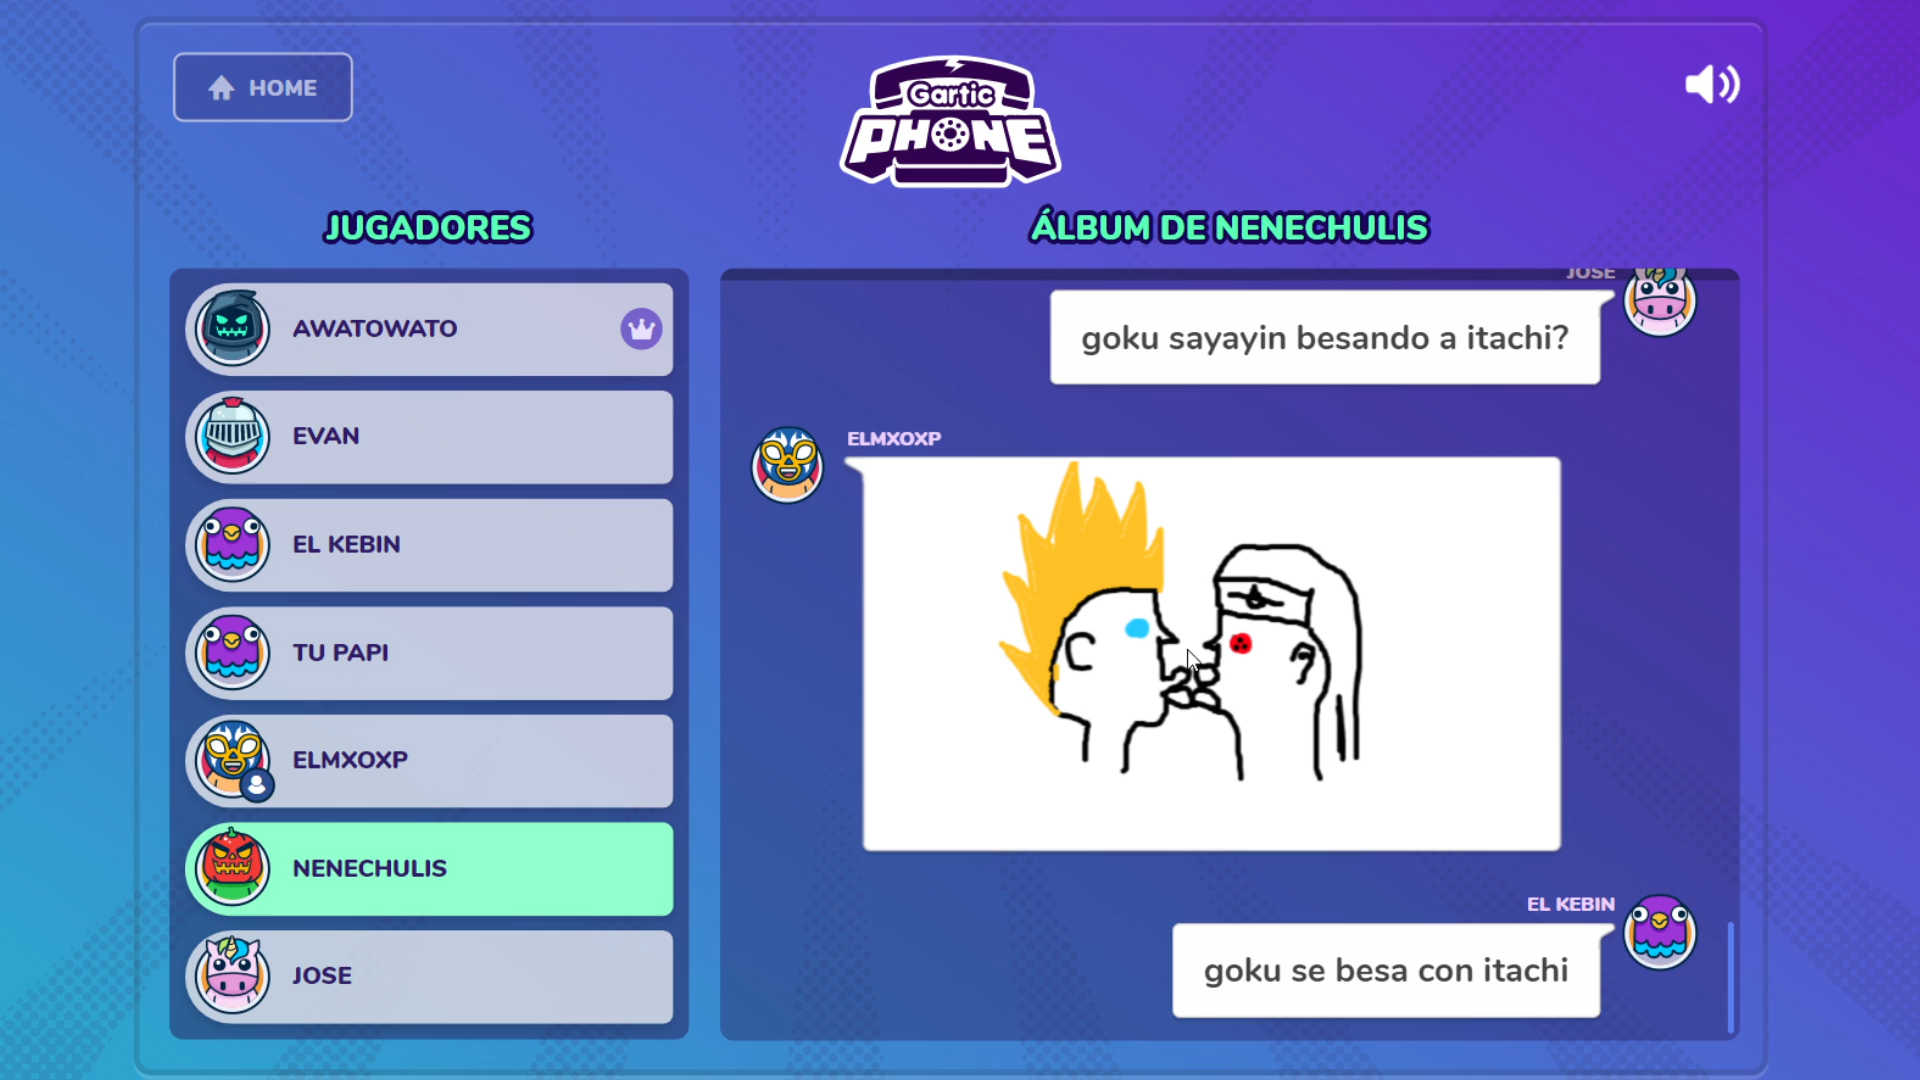 HOME
Gartic
PHONE
JUGADORES
ÁLBUM DE NENECHULIS
AWATOWATO
EVAN
EL KEBIN
TU PAPI
ELMXOXP
NENECHULIS
JOSE
JOSE
goku sayayin besando a itachi?
ELMXOXP
EL KEBIN
goku se besa con itachi